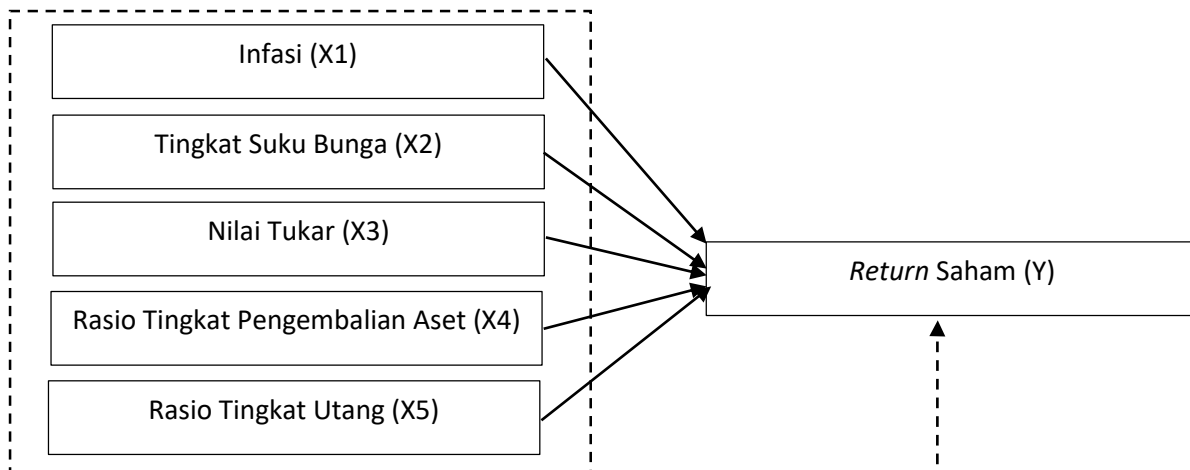 Infasi (X1)
Tingkat Suku Bunga (X2)
Nilai Tukar (X3)
Return Saham (Y)
Rasio Tingkat Pengembalian Aset (X4)
Rasio Tingkat Utang (X5)